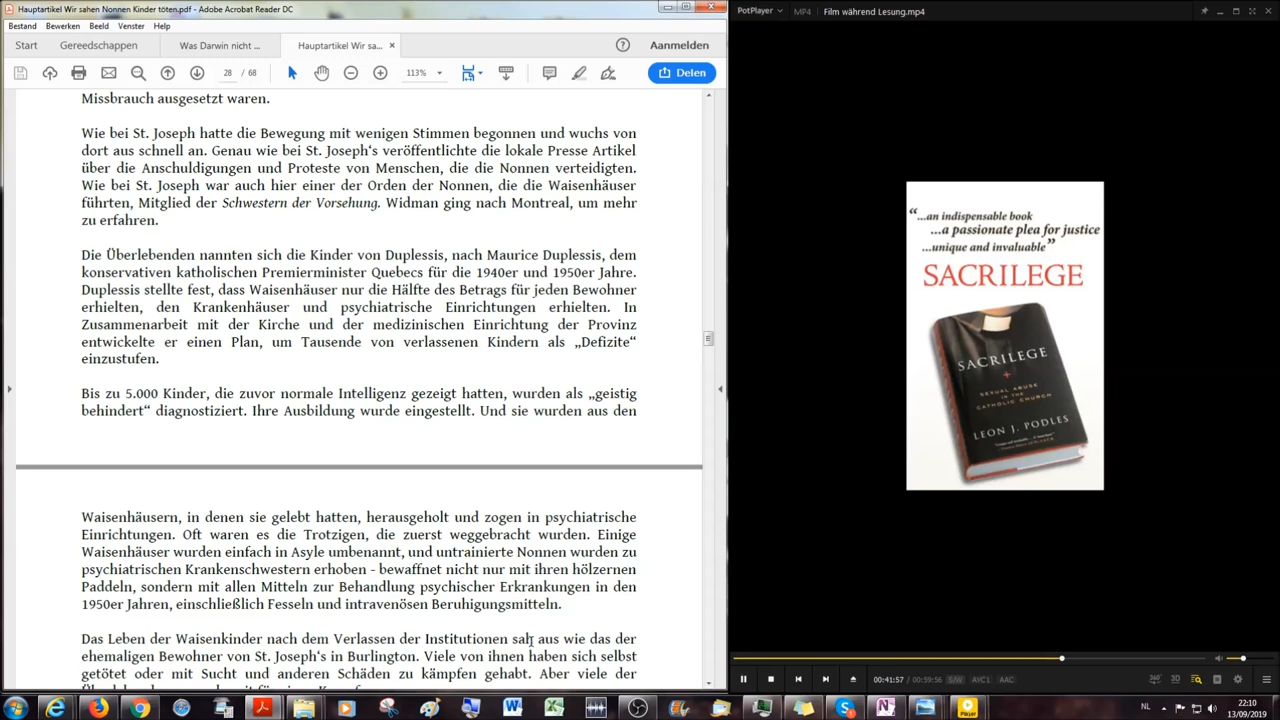 Hauptartikel Wir sahen Nonnen Kinder töten.pdf - Adobe Acrobat Reader DC
Bestand Bewerken Beeld Venster Help
Start Gereedschappen Was Darwin nicht ... Hauptartikel Wir sa... × Aanmelden
28 / 68 113% Delen
Missbrauch ausgesetzt waren.
Wie bei St. Joseph hatte die Bewegung mit wenigen Stimmen begonnen und wuchs von
dort aus schnell an. Genau wie bei St. Joseph‘s veröffentlichte die lokale Presse Artikel
über die Anschuldigungen und Proteste von Menschen, die die Nonnen verteidigten.
Wie bei St. Joseph war auch hier einer der Orden der Nonnen, die die Waisenhäuser
führten, Mitglied der Schwestern der Vorsehung. Widman ging nach Montreal, um mehr
zu erfahren.
Die Überlebenden nannten sich die Kinder von Duplessis, nach Maurice Duplessis, dem
konservativen katholischen Premierminister Quebecs für die 1940er und 1950er Jahre.
Duplessis stellte fest, dass Waisenhäuser nur die Hälfte des Betrags für jeden Bewohner
erhielten, den Krankenhäuser und psychiatrische Einrichtungen erhielten. In
Zusammenarbeit mit der Kirche und der medizinischen Einrichtung der Provinz
entwickelte er einen Plan, um Tausende von verlassenen Kindern als „Defizite“
einzustufen.
Bis zu 5.000 Kinder, die zuvor normale Intelligenz gezeigt hatten, wurden als „geistig
behindert“ diagnostiziert. Ihre Ausbildung wurde eingestellt. Und sie wurden aus den
Waisenhäusern, in denen sie gelebt hatten, herausgeholt und zogen in psychiatrische
Einrichtungen. Oft waren es die Trotzigen, die zuerst weggebracht wurden. Einige
Waisenhäuser wurden einfach in Asyle umbenannt, und untrainierte Nonnen wurden zu
psychiatrischen Krankenschwestern erhoben - bewaffnet nicht nur mit ihren hölzernen
Paddeln, sondern mit allen Mitteln zur Behandlung psychischer Erkrankungen in den
1950er Jahren, einschließlich Fesseln und intravenösen Beruhigungsmitteln.
Das Leben der Waisenkinder nach dem Verlassen der Institutionen sah aus wie das der
ehemaligen Bewohner von St. Joseph‘s in Burlington. Viele von ihnen haben sich selbst
getötet oder mit Sucht und anderen Schäden zu kämpfen gehabt. Aber viele der
PotPlayer MP4 Film während Lesung.mp4
“...an indispensable book
...a passionate plea for justice
...unique and invaluable”
SACRILEGE
SACRILEGE
SEXUAL ABUSE
IN THE
CATHOLIC CHURCH
LEON J. PODLES
00:41:57 / 00:59:56 S/W AVC1 AAC
360° 3D
NL 22:10
13/09/2019
Player